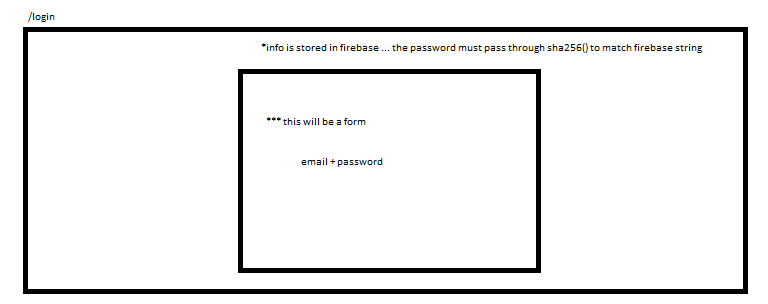 /login
*info is stored in firebase ... the password must pass through sha256() to match firebase string
*** this will be a form
email + password